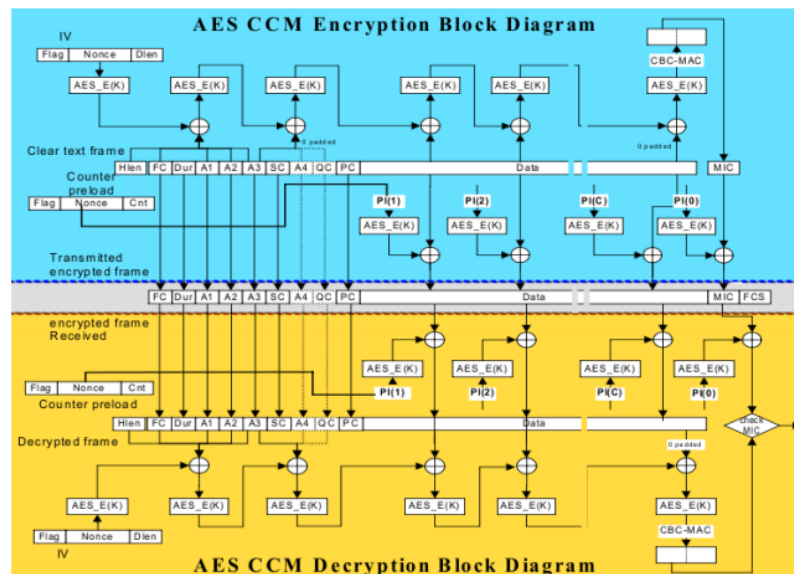 AES CCM Encryption Block Diagram
IV
Flag Nonce Dlen
CBC-MAC
AES_E(K) AES_E(K) AES_E(K) AES_E(K) AES_E(K) AES_E(K)
0 padded 0 padded
Clear text frame
Hlen FC Dur A1 A2 A3 SC A4 QC PC Data MIC
Counter preload
Flag Nonce Cnt
PI(1) PI(2) PI(C) PI(0)
AES_E(K) AES_E(K) AES_E(K) AES_E(K)
Transmitted
encrypted frame
FC Dur A1 A2 A3 SC A4 QC PC Data MIC FCS
encrypted frame
Received
AES_E(K) AES_E(K) AES_E(K) AES_E(K)
Flag Nonce Cnt
PI(1) PI(2) PI(C) PI(0)
Counter preload
Hlen FC Dur A1 A2 A3 SC A4 QC PC Data
check MIC
Decrypted frame
0 padded
AES_E(K) AES_E(K) AES_E(K) AES_E(K) AES_E(K) AES_E(K)
CBC-MAC
Flag Nonce Dlen
IV
AES CCM Decryption Block Diagram